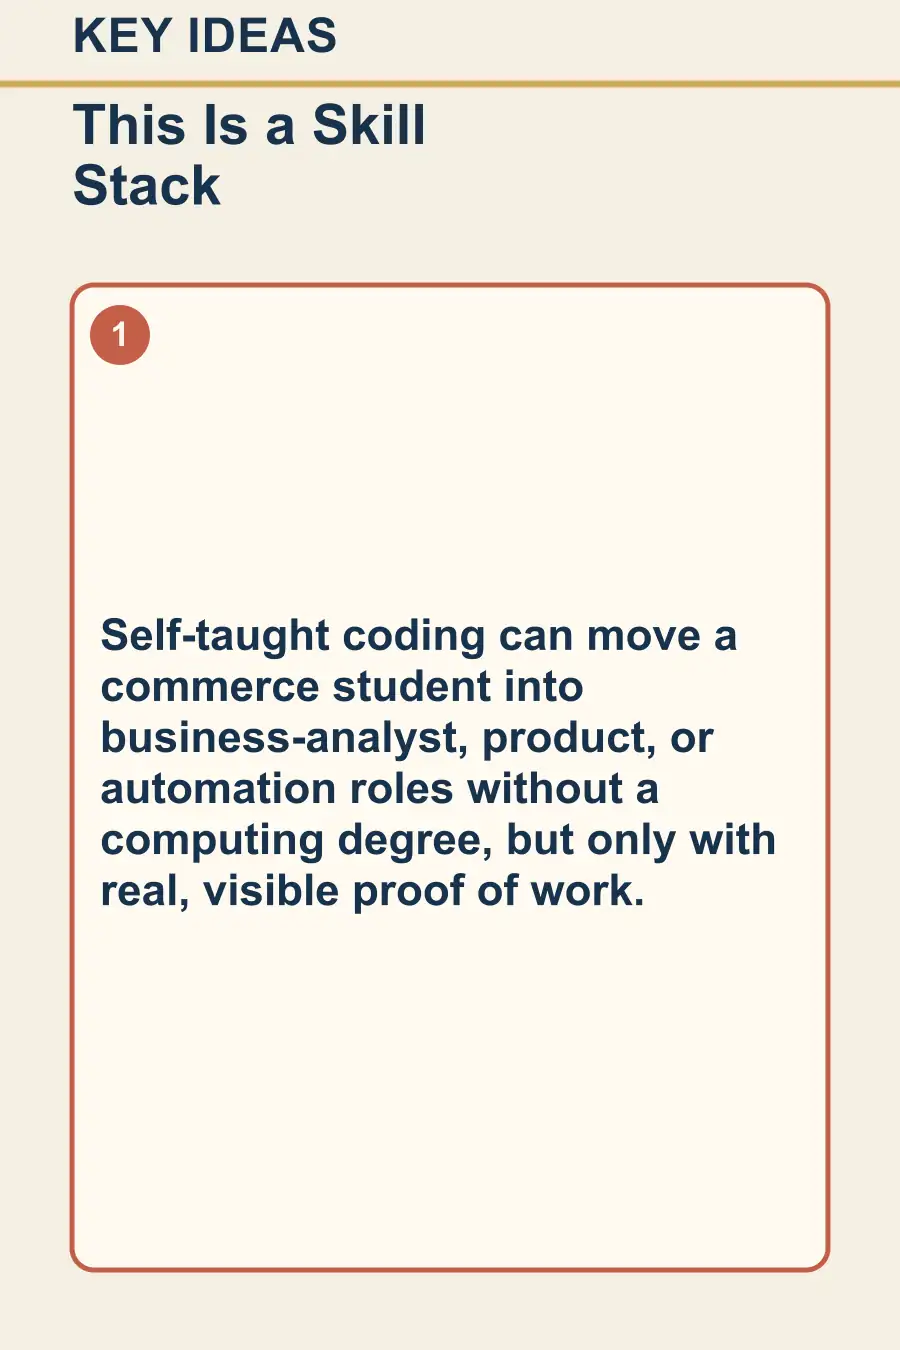 KEY IDEAS
This Is a Skill
Stack
1
Self-taught coding can move a
commerce student into
business-analyst, product, or
automation roles without a
computing degree, but only with
real, visible proof of work.